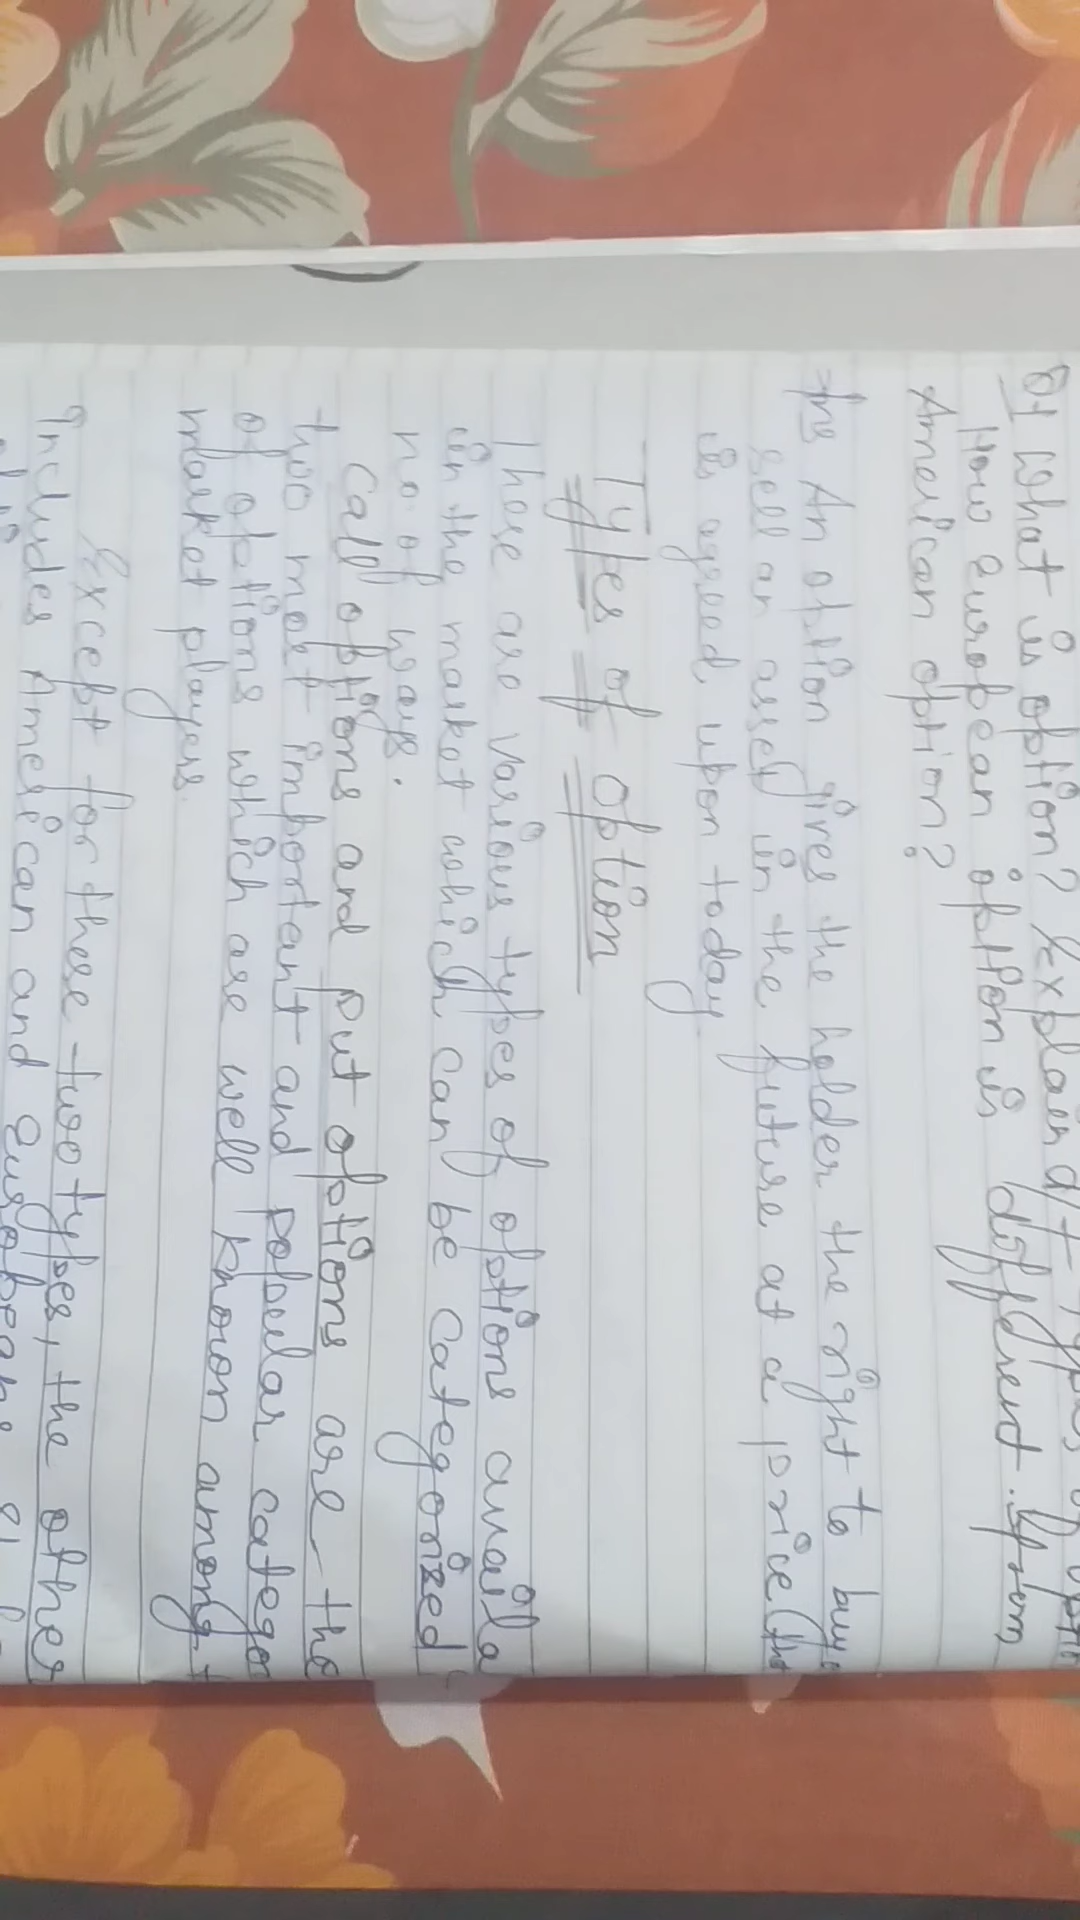 Q1 What is option? Explain d/t types of
How European option is different from
American option?
Ans An option gives the holder the right to buy or
sell an asset in the future at a price (that
is agreed upon today.
Types of option
There are various types of options availa
in the market which can be categorized
no of ways.
Call options and put options are the
two most important and popular catego
of options which are well known among t
market players.
Except for these two types, the other
includes American and European